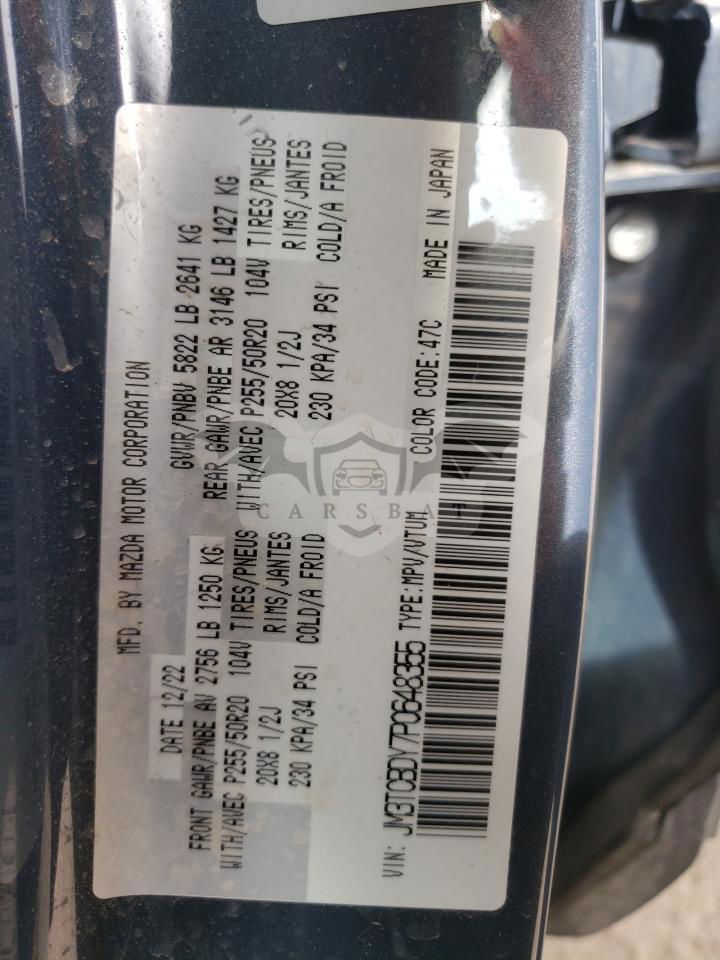 MFD. BY MAZDA MOTOR CORPORATION
DATE 12/22 GVWR/PNBV 5822 LB 2641 KG
FRONT GAWR/PNBE AV 2756 LB 1250 KG REAR GAWR/PNBE AR 3146 LB 1427 KG
WITH/AVEC P255/50R20 104V TIRES/PNEUS WITH/AVEC P255/50R20 104V TIRES/PNEUS
20X8 1/2J RIMS/JANTES 20X8 1/2J RIMS/JANTES
230 KPA/34 PSI COLD/A FROID 230 KPA/34 PSI COLD/A FROID
VIN: JM3TCBDY7P0648355 TYPE:MPV/VTUM COLOR CODE:47C MADE IN JAPAN
CARSBAT